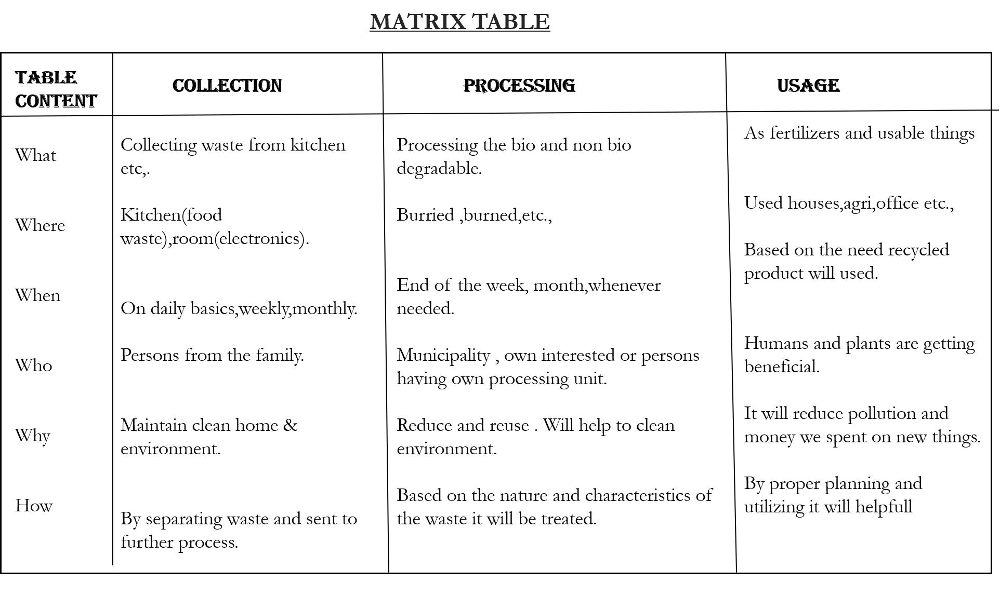 MATRIX TABLE
TABLE
CONTENT
COLLECTION
PROCESSING
USAGE
What
Collecting waste from kitchen
etc,.
Processing the bio and non bio
degradable.
As fertilizers and usable things
Where
Kitchen(food
waste),room(electronics).
Burried ,burned,etc.,
Used houses,agri,office etc.,
When
On daily basics,weekly,monthly.
End of the week, month,whenever
needed.
Based on the need recycled
product will used.
Who
Persons from the family.
Municipality , own interested or persons
having own processing unit.
Humans and plants are getting
beneficial.
Why
Maintain clean home &
environment.
Reduce and reuse . Will help to clean
environment.
It will reduce pollution and
money we spent on new things.
How
By separating waste and sent to
further process.
Based on the nature and characteristics of
the waste it will be treated.
By proper planning and
utilizing it will helpfull